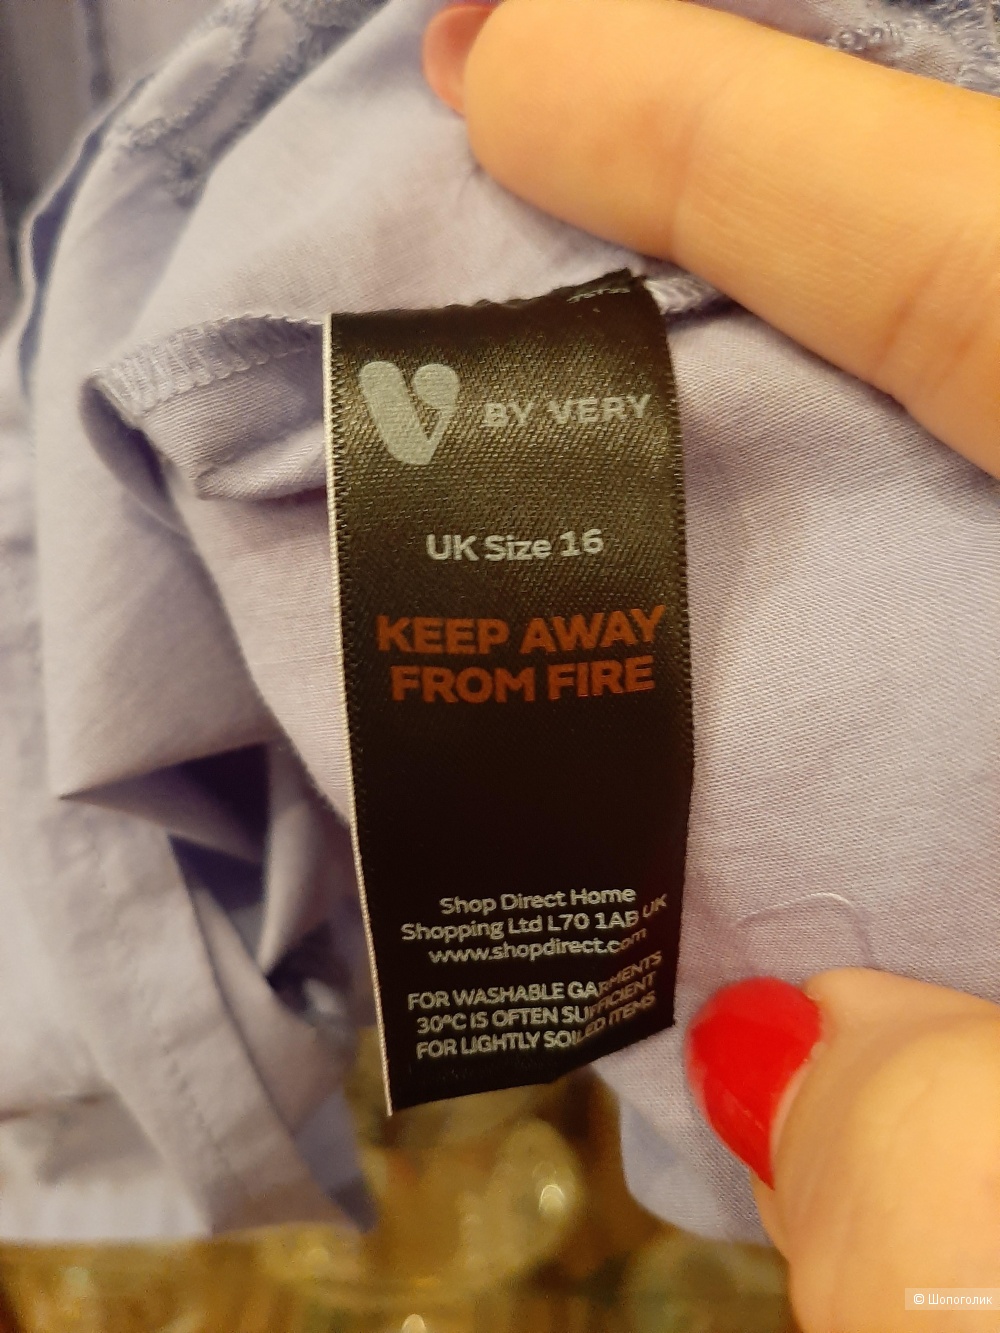 V BY VERY
UK Size 16
KEEP AWAY
FROM FIRE
Shop Direct Home
Shopping Ltd L70 1AB UK
www.shopdirect.com
FOR WASHABLE GARMENTS
30°C IS OFTEN SUFFICIENT
FOR LIGHTLY SOILED ITEMS
© Шопоголик